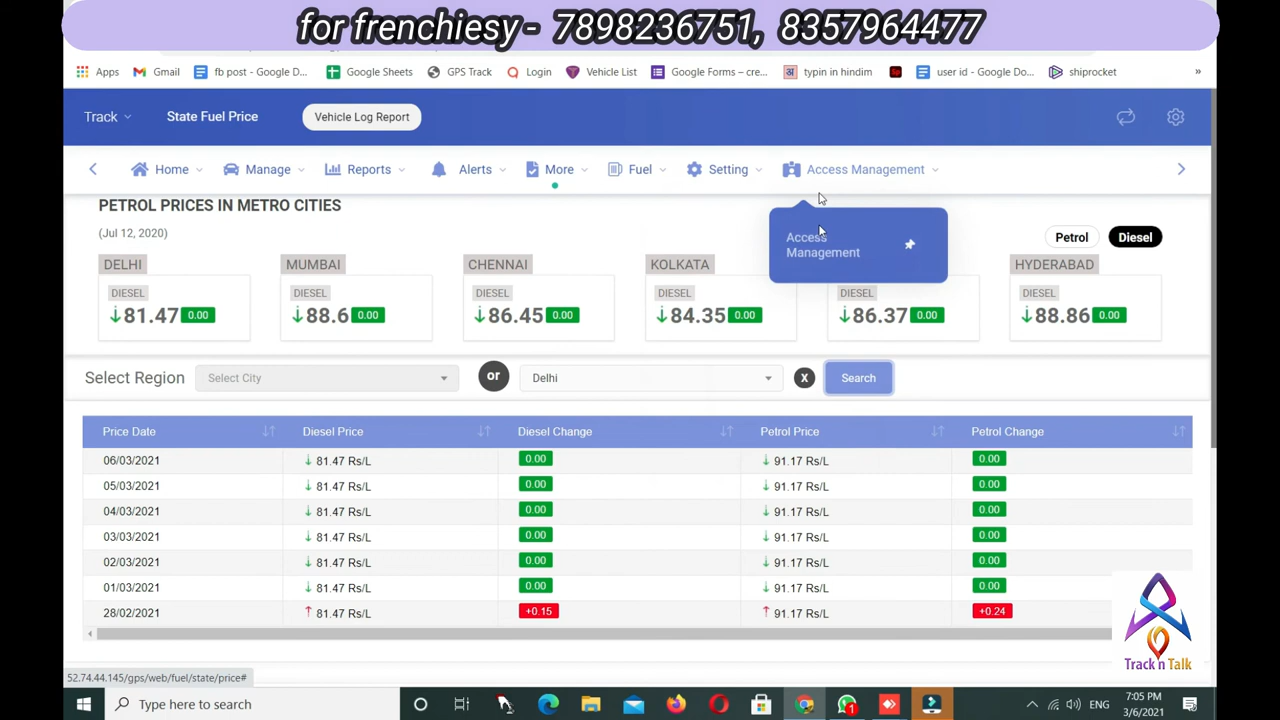 for frenchiesy - 7898236751, 8357964477
Apps Gmail fb post - Google D... Google Sheets GPS Track Login Vehicle List Google Forms – cre... typin in hindim user id - Google Do... shiprocket »
Track State Fuel Price Vehicle Log Report
Home Manage Reports Alerts More Fuel Setting Access Management
PETROL PRICES IN METRO CITIES
(Jul 12, 2020)
Access
Management
Petrol Diesel
DELHI MUMBAI CHENNAI KOLKATA HYDERABAD
DIESEL DIESEL DIESEL DIESEL DIESEL DIESEL
81.47 0.00 88.6 0.00 86.45 0.00 84.35 0.00 86.37 0.00 88.86 0.00
Select Region Select City or Delhi X Search
Price Date Diesel Price Diesel Change Petrol Price Petrol Change
06/03/2021 ↓ 81.47 Rs/L 0.00 ↓ 91.17 Rs/L 0.00
05/03/2021 ↓ 81.47 Rs/L 0.00 ↓ 91.17 Rs/L 0.00
04/03/2021 ↓ 81.47 Rs/L 0.00 ↓ 91.17 Rs/L 0.00
03/03/2021 ↓ 81.47 Rs/L 0.00 ↓ 91.17 Rs/L 0.00
02/03/2021 ↓ 81.47 Rs/L 0.00 ↓ 91.17 Rs/L 0.00
01/03/2021 ↓ 81.47 Rs/L 0.00 ↓ 91.17 Rs/L 0.00
28/02/2021 ↑ 81.47 Rs/L +0.15 ↑ 91.17 Rs/L +0.24
Track n Talk
52.74.44.145/gps/web/fuel/state/price#
Type here to search
ENG
7:05 PM
3/6/2021